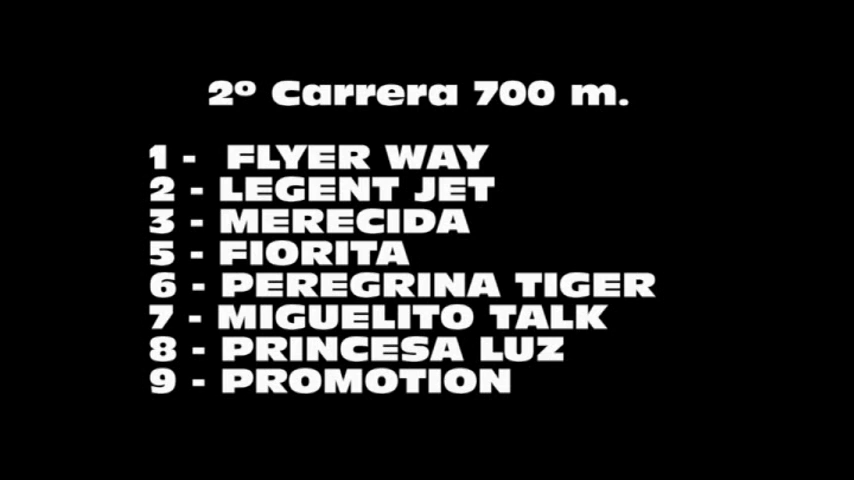 2º Carrera 700 m.
1 - FLYER WAY
2 - LEGENT JET
3 - MERECIDA
5 - FIORITA
6 - PEREGRINA TIGER
7 - MIGUELITO TALK
8 - PRINCESA LUZ
9 - PROMOTION